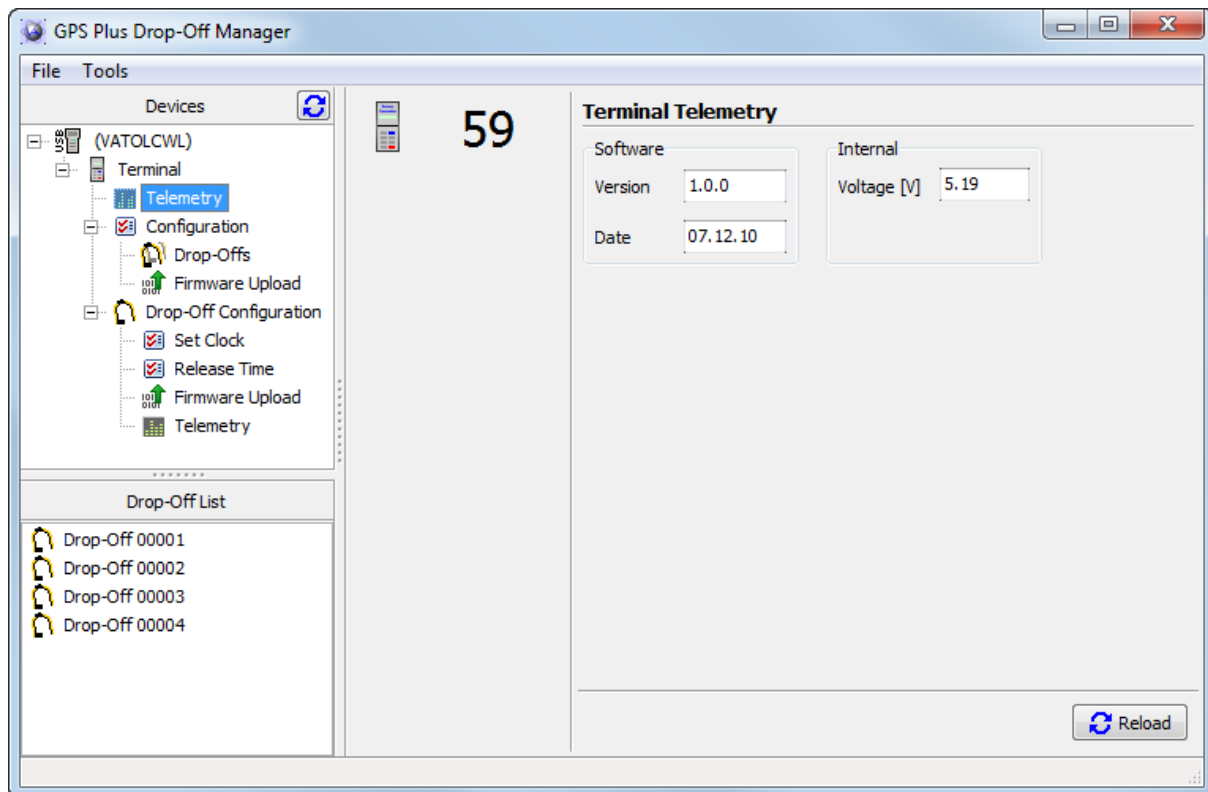 GPS Plus Drop-Off Manager
File Tools
Devices
USB (VATOLCWL)
Terminal
Telemetry
Configuration
Drop-Offs
Firmware Upload
Drop-Off Configuration
Set Clock
Release Time
Firmware Upload
Telemetry
Drop-Off List
Drop-Off 00001
Drop-Off 00002
Drop-Off 00003
Drop-Off 00004
59
Terminal Telemetry
Software
Version 1.0.0
Date 07.12.10
Internal
Voltage [V] 5.19
Reload